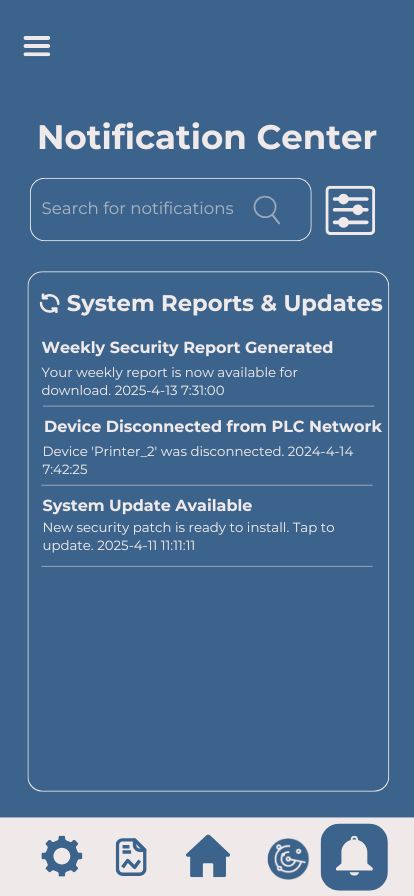 Notification Center
Search for notifications
System Reports & Updates
Weekly Security Report Generated
Your weekly report is now available for
download. 2025-4-13 7:31:00
Device Disconnected from PLC Network
Device 'Printer_2' was disconnected. 2024-4-14
7:42:25
System Update Available
New security patch is ready to install. Tap to
update. 2025-4-11 11:11:11